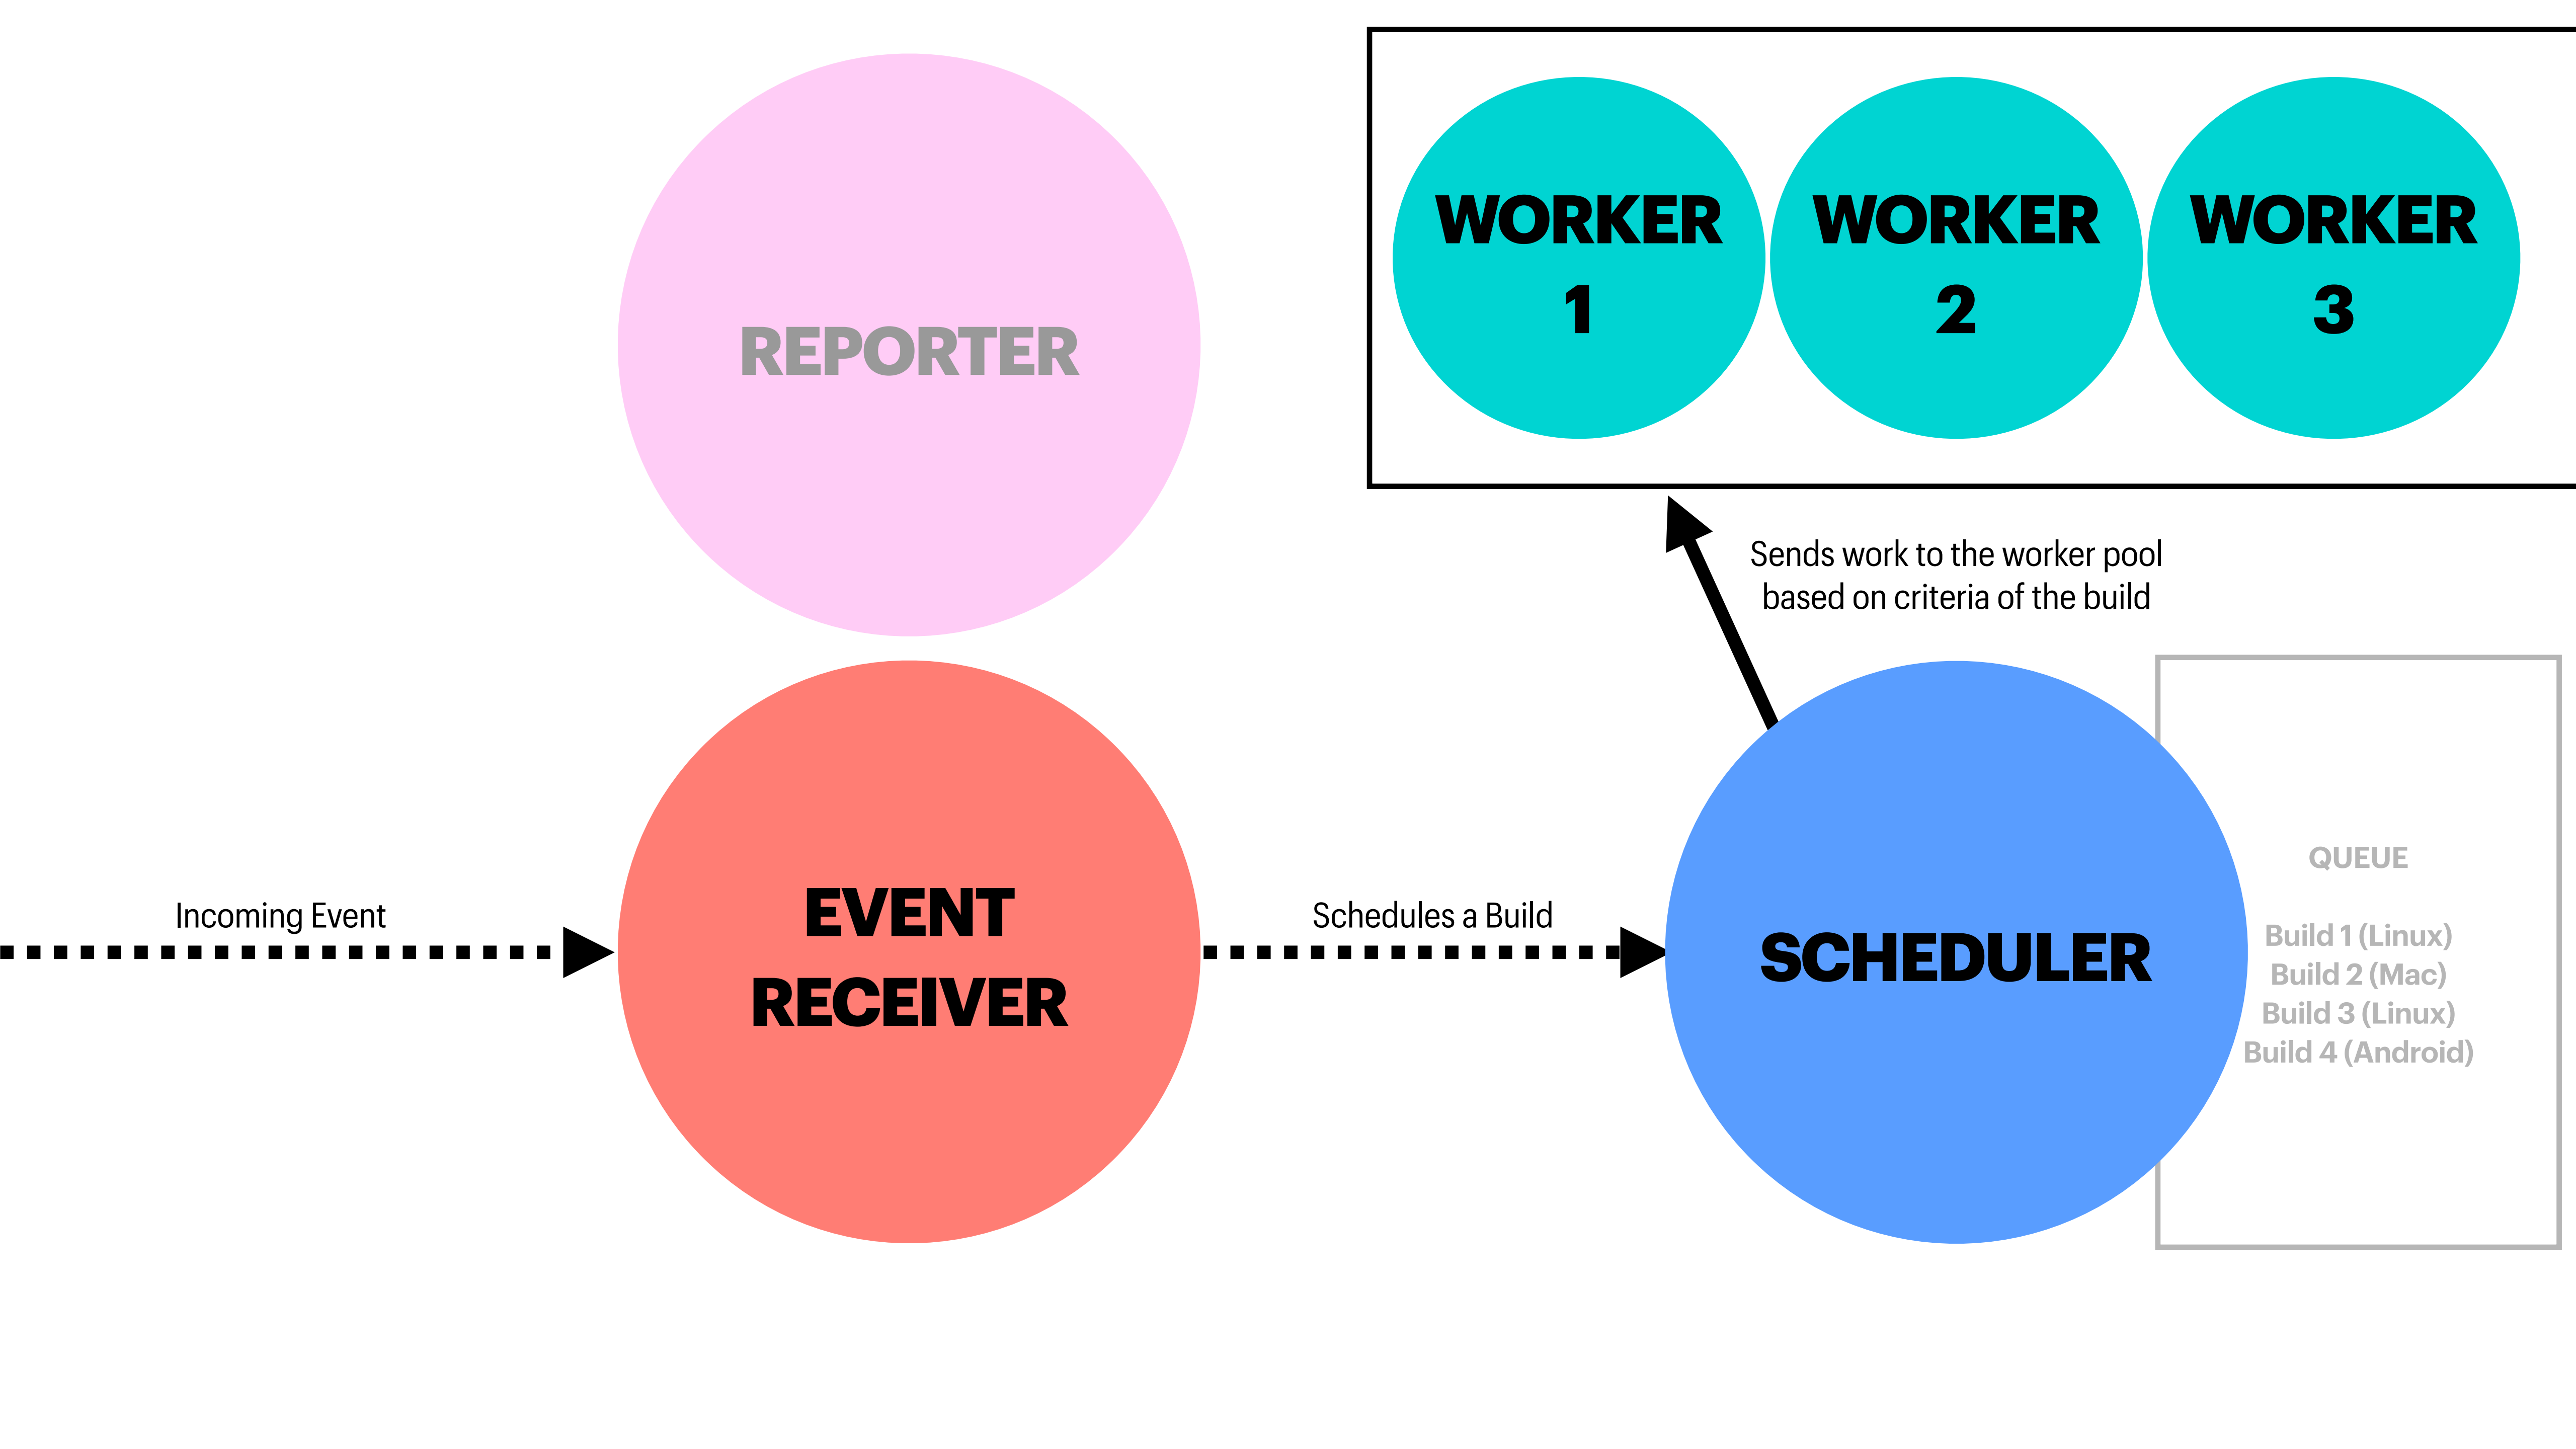 REPORTER
WORKER
1
WORKER
2
WORKER
3
Sends work to the worker pool
based on criteria of the build
Incoming Event
EVENT
RECEIVER
Schedules a Build
SCHEDULER
QUEUE
Build 1 (Linux)
Build 2 (Mac)
Build 3 (Linux)
Build 4 (Android)